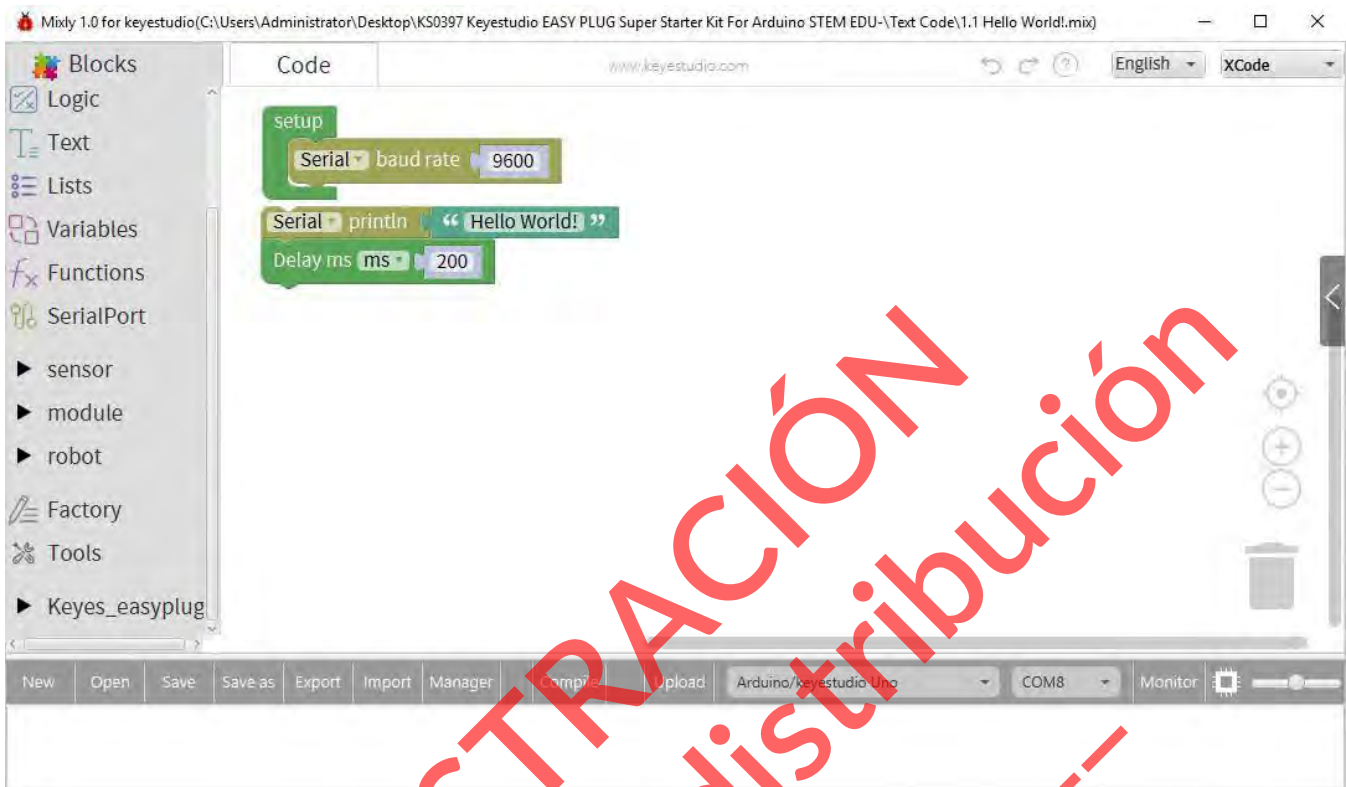 Mixly 1.0 for keyestudio(C:\Users\Administrator\Desktop\KS0397 Keyestudio EASY PLUG Super Starter Kit For Arduino STEM EDU-\Text Code\1.1 Hello World!.mix)
Blocks
Code
www.keyestudio.com
English
XCode
Logic
Text
Lists
Variables
Functions
SerialPort
sensor
module
robot
Factory
Tools
Keyes_easyplug
setup
Serial baud rate 9600
Serial println “ Hello World! ”
Delay ms ms 200
New Open Save Save as Export Import Manager Compile Upload Arduino/keyestudio Uno COM8 Monitor
STRACIÓN
distribución